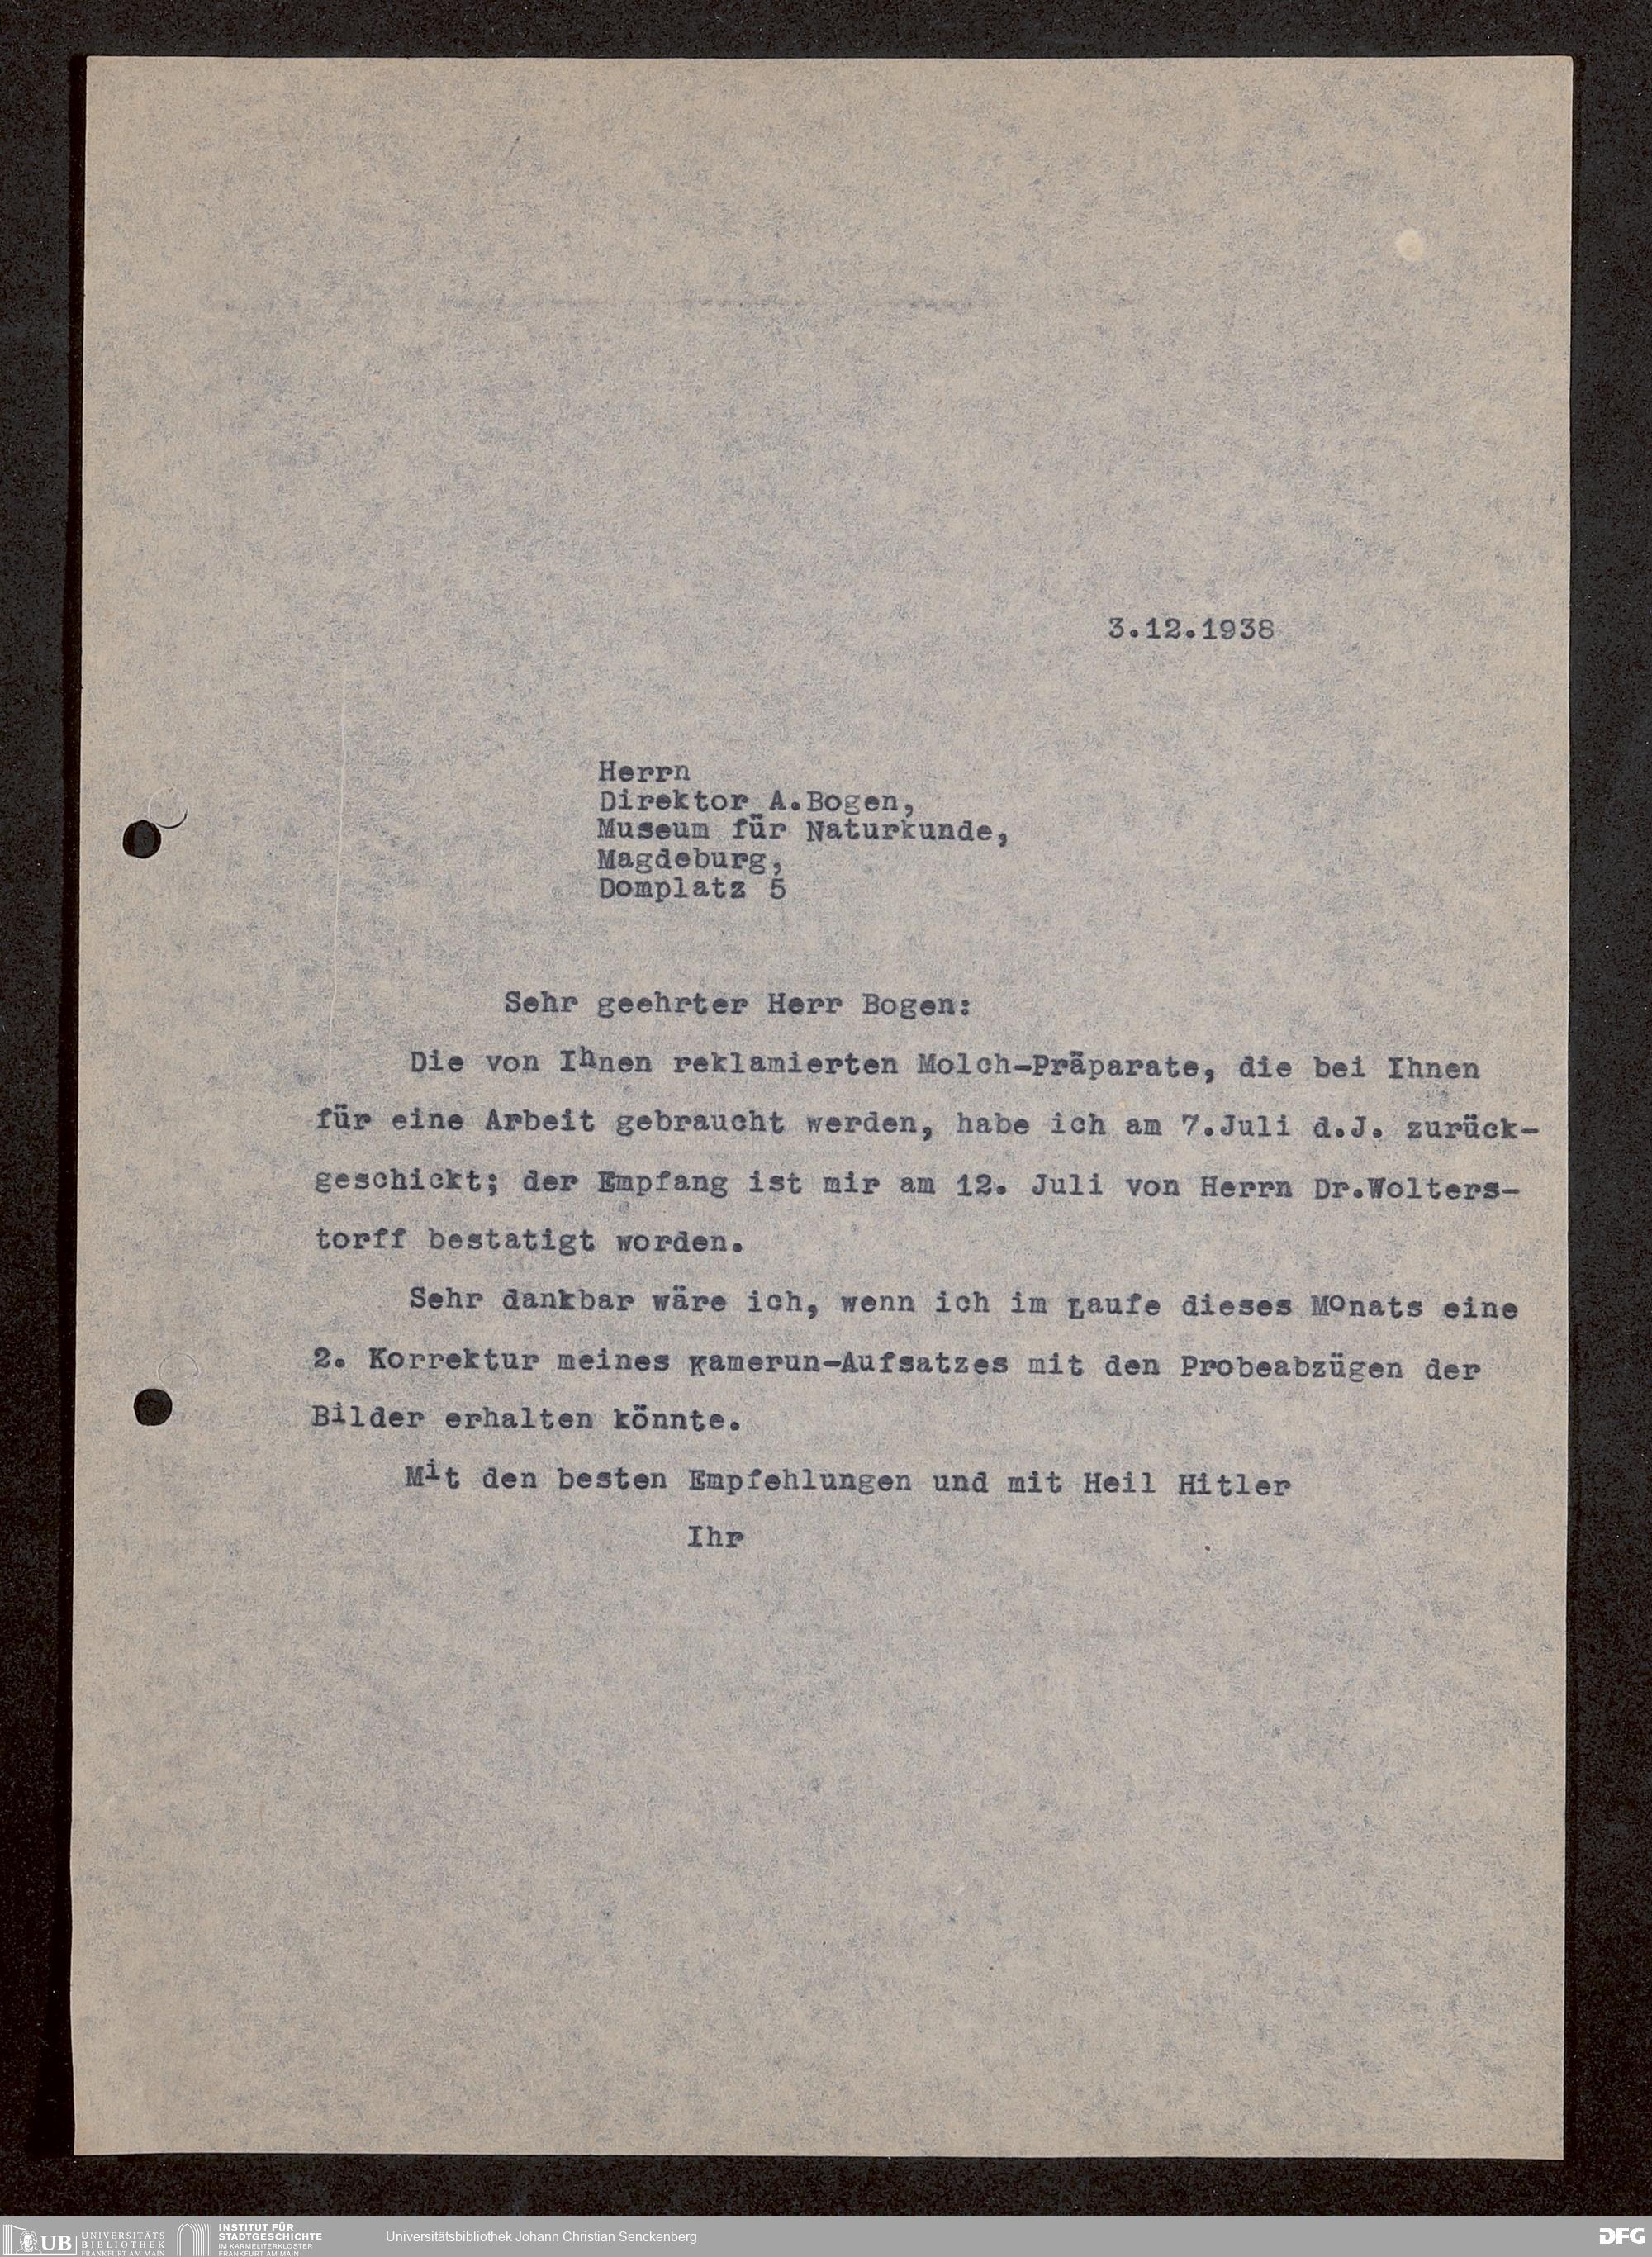 3.12.1938
Herrn
Direktor A.Bogen,
Museum für Naturkunde,
Magdeburg,
Domplatz 5
Sehr geehrter Herr Bogen:
Die von Ihnen reklamierten Molch-Präparate, die bei Ihnen
für eine Arbeit gebraucht werden, habe ich am 7.Juli d.J. zurück-
geschickt; der Empfang ist mir am 12. Juli von Herrn Dr.Wolters-
torff bestatigt worden.
Sehr dankbar wäre ich, wenn ich im Laufe dieses Monats eine
2. Korrektur meines Kamerun-Aufsatzes mit den Probeabzügen der
Bilder erhalten könnte.
Mit den besten Empfehlungen und mit Heil Hitler
Ihr
UB UNIVERSITÄTS
BIBLIOTHEK
FRANKFURT AM MAIN
INSTITUT FÜR
STADTGESCHICHTE
IM KARMELITERKLOSTER
FRANKFURT AM MAIN
Universitätsbibliothek Johann Christian Senckenberg
DFG